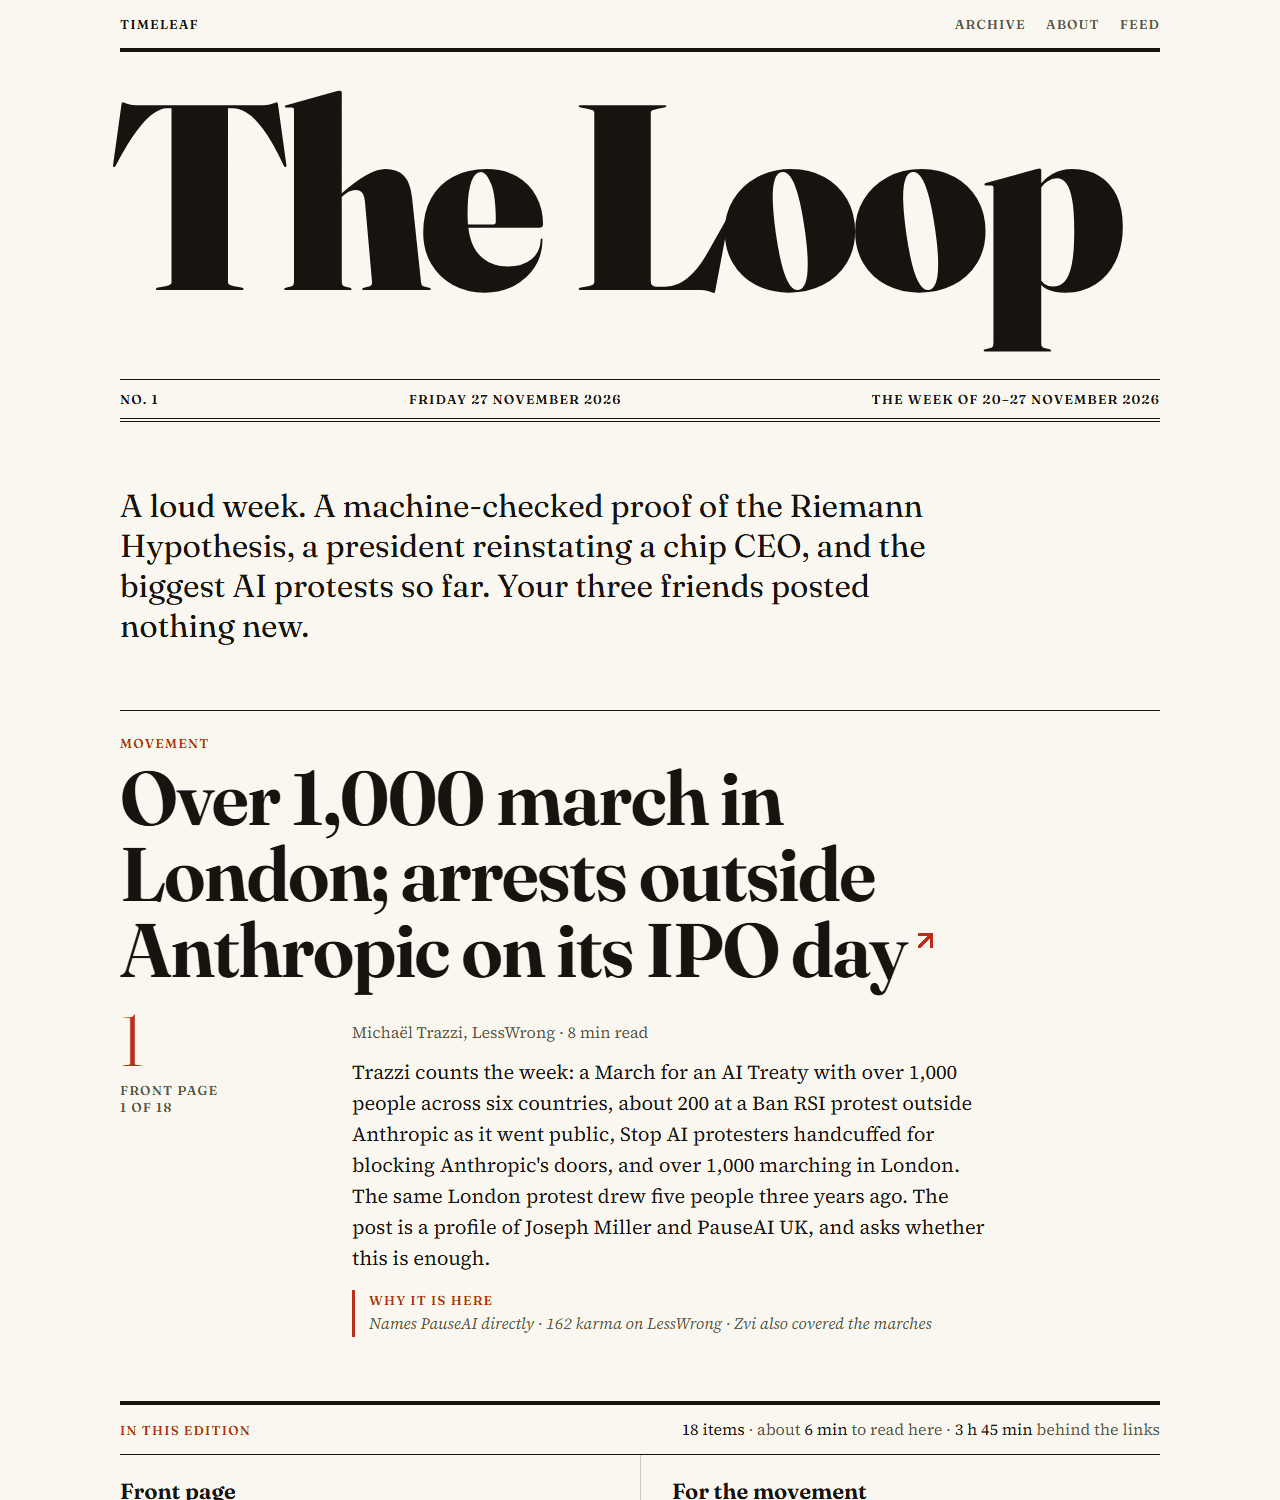 TIMELEAF
ARCHIVE ABOUT FEED
The Loop
NO. 1
FRIDAY 27 NOVEMBER 2026
THE WEEK OF 20–27 NOVEMBER 2026
A loud week. A machine-checked proof of the Riemann
Hypothesis, a president reinstating a chip CEO, and the
biggest AI protests so far. Your three friends posted
nothing new.
MOVEMENT
Over 1,000 march in
London; arrests outside
Anthropic on its IPO day
1
FRONT PAGE
1 OF 18
Michaël Trazzi, LessWrong · 8 min read
Trazzi counts the week: a March for an AI Treaty with over 1,000
people across six countries, about 200 at a Ban RSI protest outside
Anthropic as it went public, Stop AI protesters handcuffed for
blocking Anthropic's doors, and over 1,000 marching in London.
The same London protest drew five people three years ago. The
post is a profile of Joseph Miller and PauseAI UK, and asks whether
this is enough.
WHY IT IS HERE
Names PauseAI directly · 162 karma on LessWrong · Zvi also covered the marches
IN THIS EDITION
18 items · about 6 min to read here · 3 h 45 min behind the links
Front page
For the movement